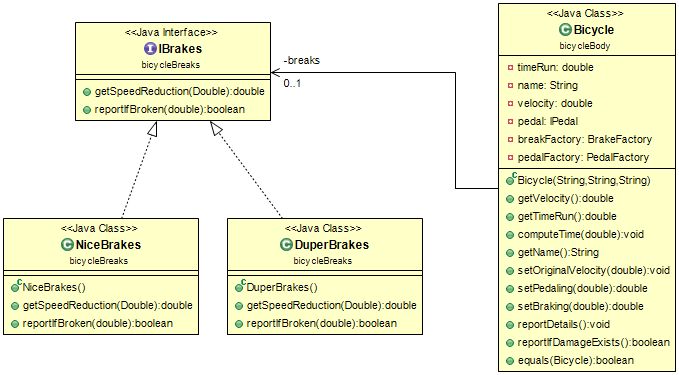 <<Java Interface>>
IBrakes
bicycleBreaks
getSpeedReduction(Double):double
reportIfBroken(double):boolean
-breaks
0..1
<<Java Class>>
Bicycle
bicycleBody
timeRun: double
name: String
velocity: double
pedal: IPedal
breakFactory: BrakeFactory
pedalFactory: PedalFactory
Bicycle(String,String,String)
getVelocity():double
getTimeRun():double
computeTime(double):void
getName():String
setOriginalVelocity(double):void
setPedaling(double):double
setBraking(double):double
reportDetails():void
reportIfDamageExists():boolean
equals(Bicycle):boolean
<<Java Class>>
NiceBrakes
bicycleBreaks
NiceBrakes()
getSpeedReduction(Double):double
reportIfBroken(double):boolean
<<Java Class>>
DuperBrakes
bicycleBreaks
DuperBrakes()
getSpeedReduction(Double):double
reportIfBroken(double):boolean